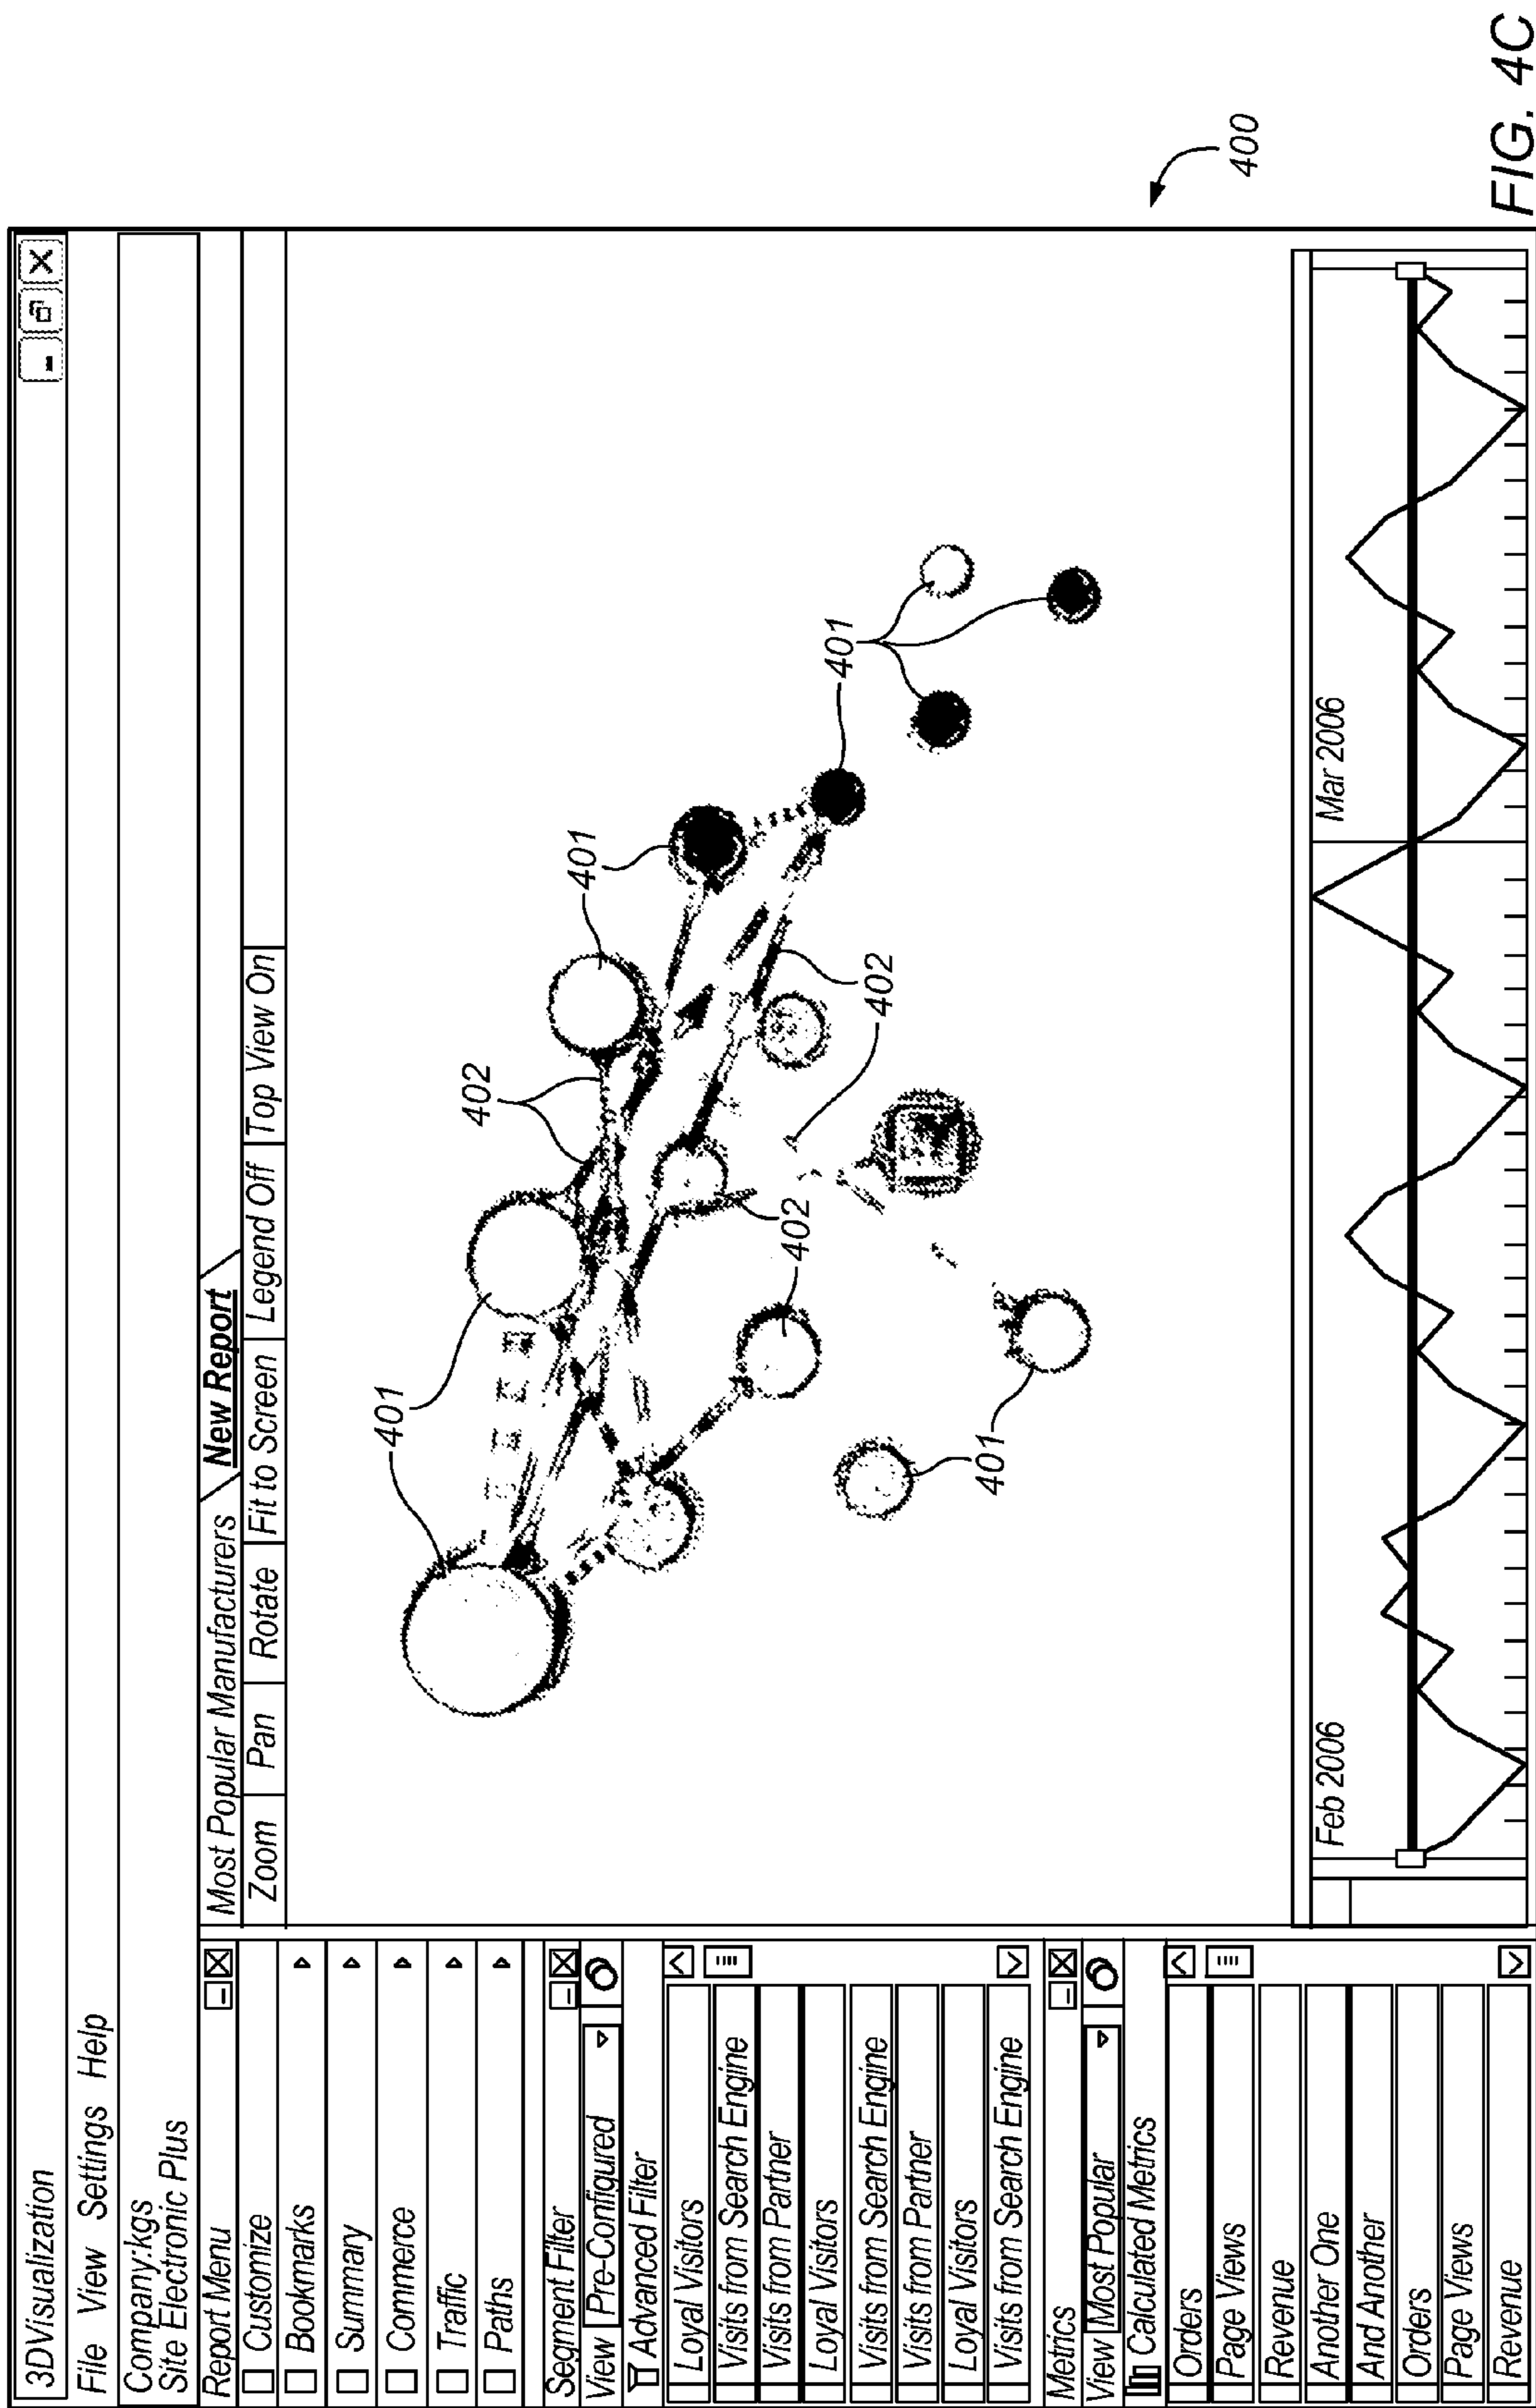 3DVisualization
File View Settings Help
Company:kgs
Site Electronic Plus
Report Menu
Customize
Bookmarks
Summary
Commerce
Traffic
Paths
Segment Filter
View Pre-Configured
Advanced Filter
Loyal Visitors
Visits from Search Engine
Visits from Partner
Loyal Visitors
Visits from Search Engine
Visits from Partner
Loyal Visitors
Visits from Search Engine
Metrics
View Most Popular
Calculated Metrics
Orders
Page Views
Revenue
Another One
And Another
Orders
Page Views
Revenue
Most Popular Manufacturers New Report
Zoom Pan Rotate Fit to Screen Legend Off Top View On
401
402
401
401
401
402
402
401
Feb 2006
Mar 2006
400
FIG. 4C